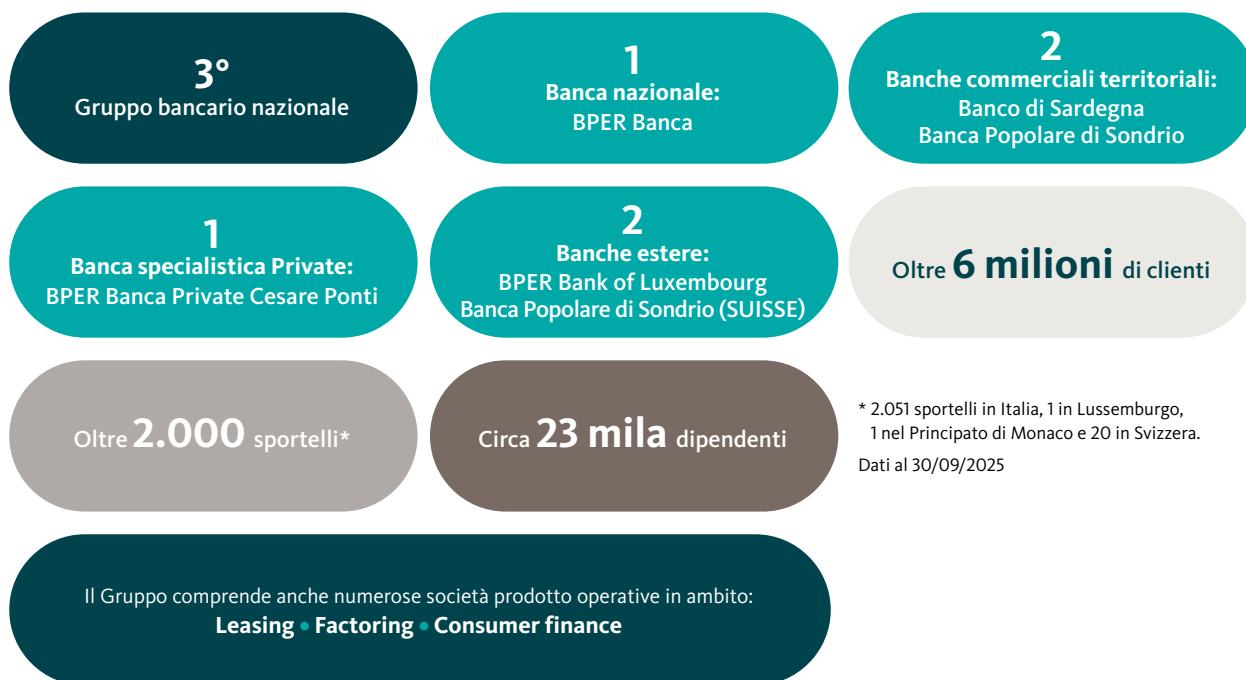 3°
Gruppo bancario nazionale
1
Banca nazionale:
BPER Banca
2
Banche commerciali territoriali:
Banco di Sardegna
Banca Popolare di Sondrio
1
Banca specialistica Private:
BPER Banca Private Cesare Ponti
2
Banche estere:
BPER Bank of Luxembourg
Banca Popolare di Sondrio (SUISSE)
Oltre 6 milioni di clienti
Oltre 2.000 sportelli*
Circa 23 mila dipendenti
* 2.051 sportelli in Italia, 1 in Lussemburgo,
1 nel Principato di Monaco e 20 in Svizzera.
Dati al 30/09/2025
Il Gruppo comprende anche numerose società prodotto operative in ambito:
Leasing • Factoring • Consumer finance